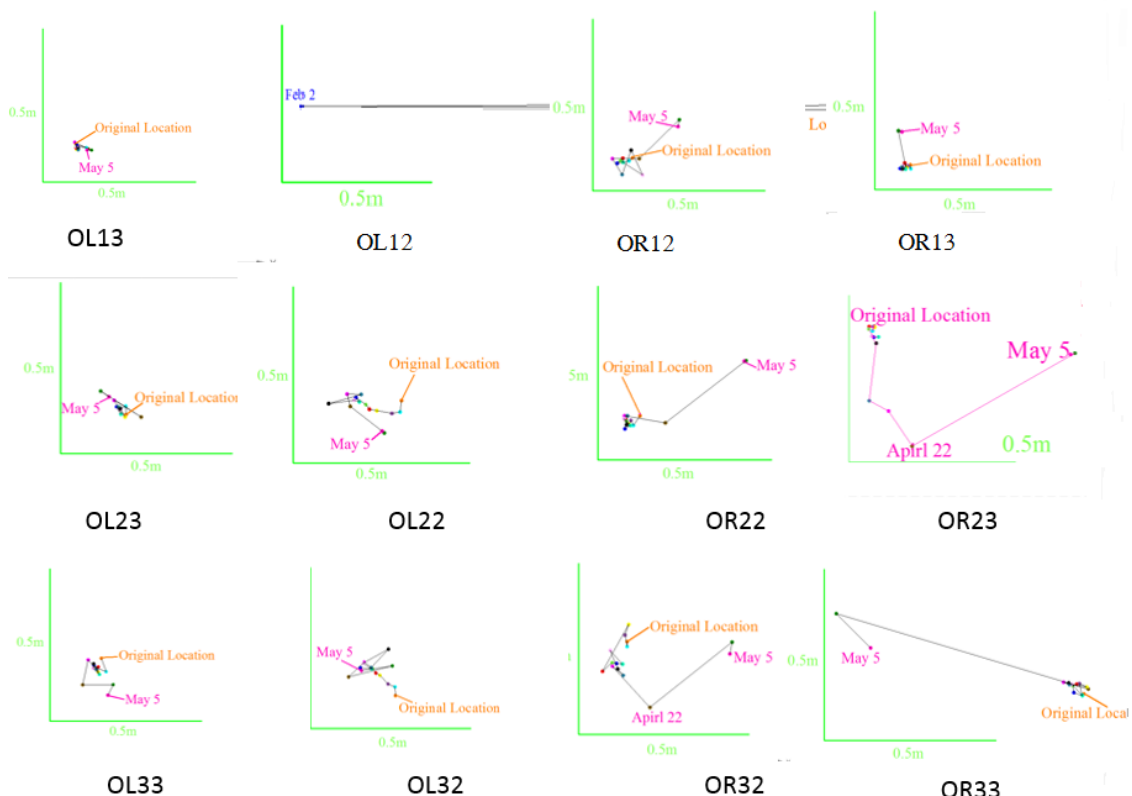 0.5m
Original Location
May 5
0.5m
OL13
Feb 2
0.5m
OL12
0.5m
May 5
Original Location
0.5m
OR12
0.5m
Lo
May 5
Original Location
0.5m
OR13
0.5m
May 5
Original Location
0.5m
OL23
0.5m
Original Location
May 5
0.5m
OL22
5m
Original Location
May 5
0.5m
OR22
Original Location
May 5
Apirl 22
0.5m
OR23
0.5m
Original Location
May 5
0.5m
OL33
May 5
Original Location
0.5m
OL32
Original Location
May 5
Apirl 22
0.5m
OR32
0.5m
May 5
Original Locat
0.5m
OR33